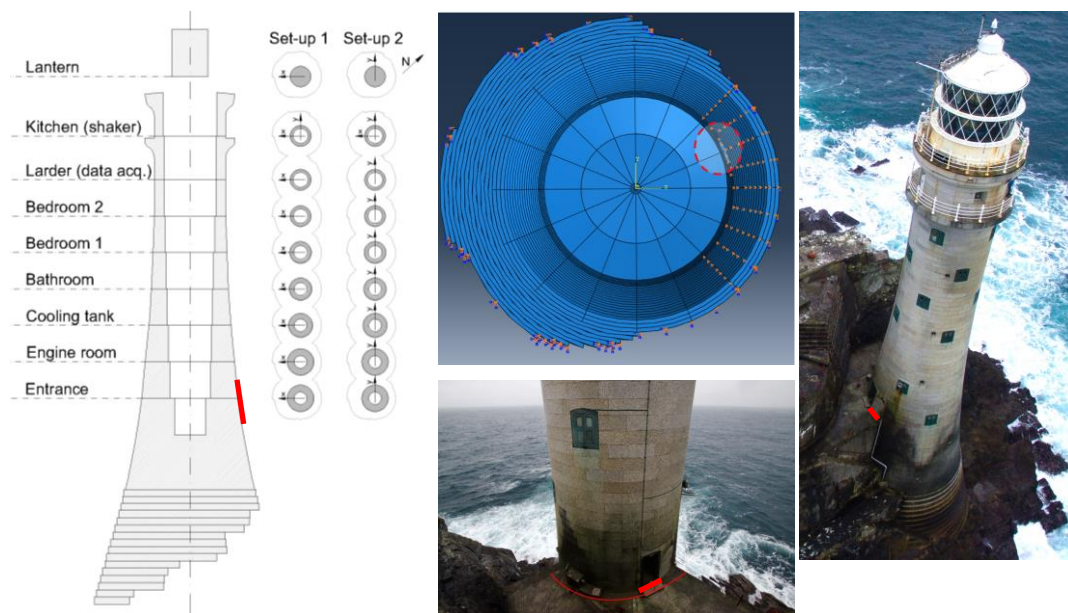 Set-up 1
Set-up 2
N
Lantern
Kitchen (shaker)
Larder (data acq.)
Bedroom 2
Bedroom 1
Bathroom
Cooling tank
Engine room
Entrance